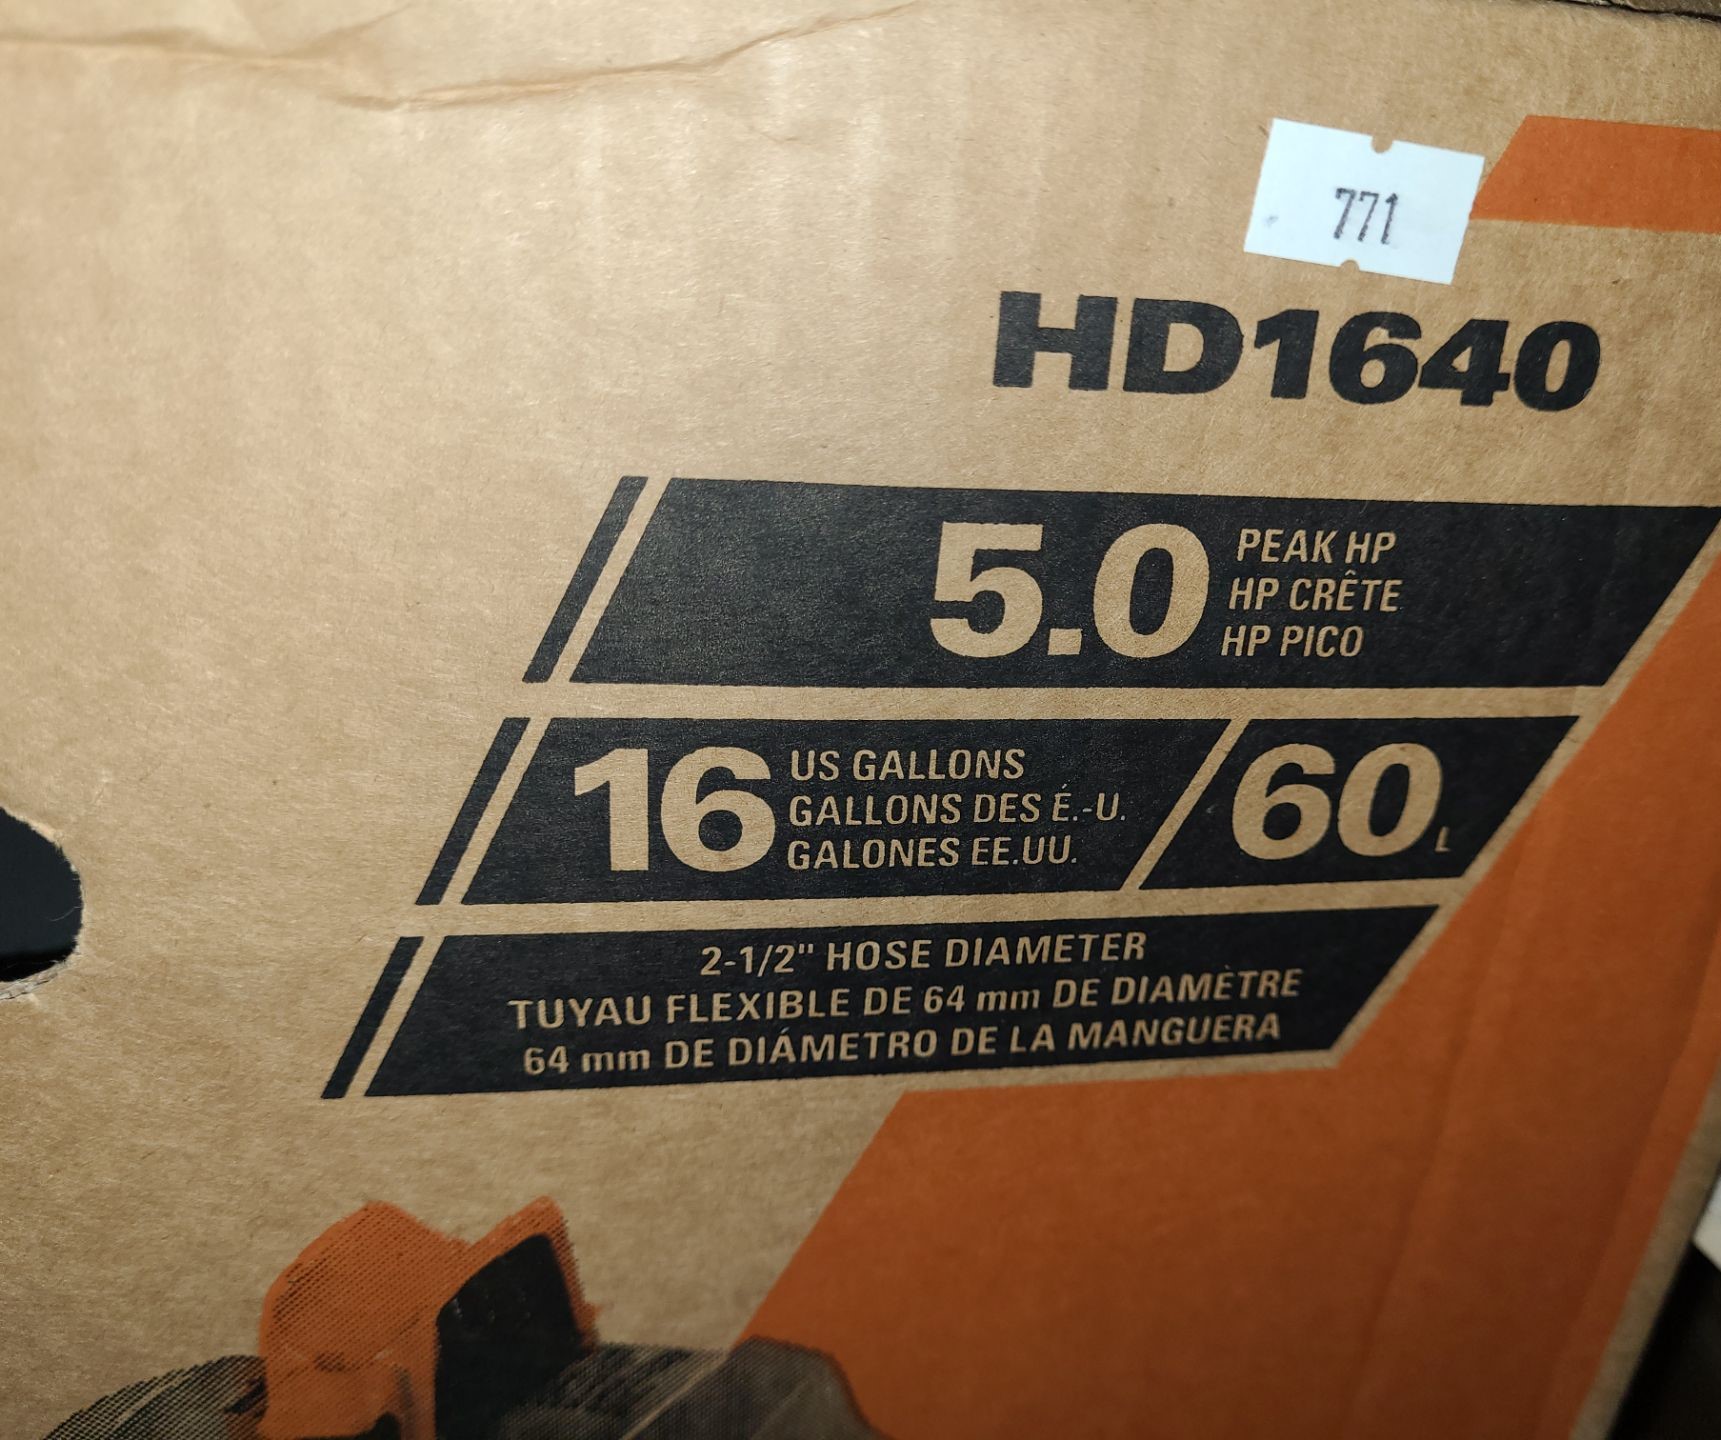 771
HD1640
5.0 PEAK HP
HP CRÊTE
HP PICO
16 US GALLONS
GALLONS DES É.-U.
GALONES EE.UU.
60 L
2-1/2" HOSE DIAMETER
TUYAU FLEXIBLE DE 64 mm DE DIAMÈTRE
64 mm DE DIÁMETRO DE LA MANGUERA